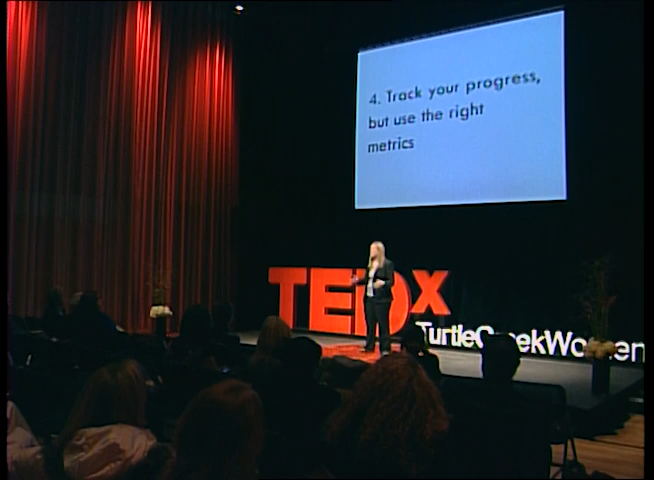 4. Track your progress,
but use the right
metrics
TEDx
TurtleCreekWomen